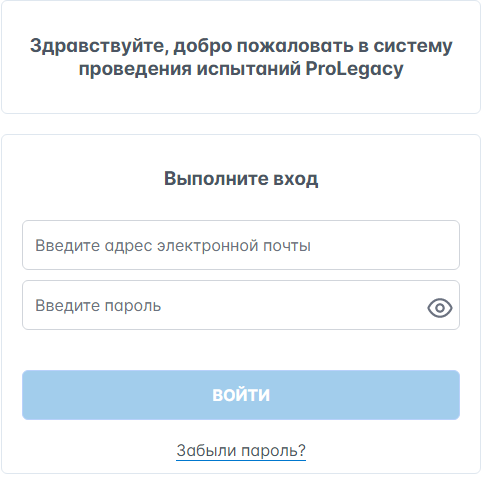 Здравствуйте, добро пожаловать в систему
проведения испытаний ProLegacy
Выполните вход
Введите адрес электронной почты
Введите пароль
ВОЙТИ
Забыли пароль?